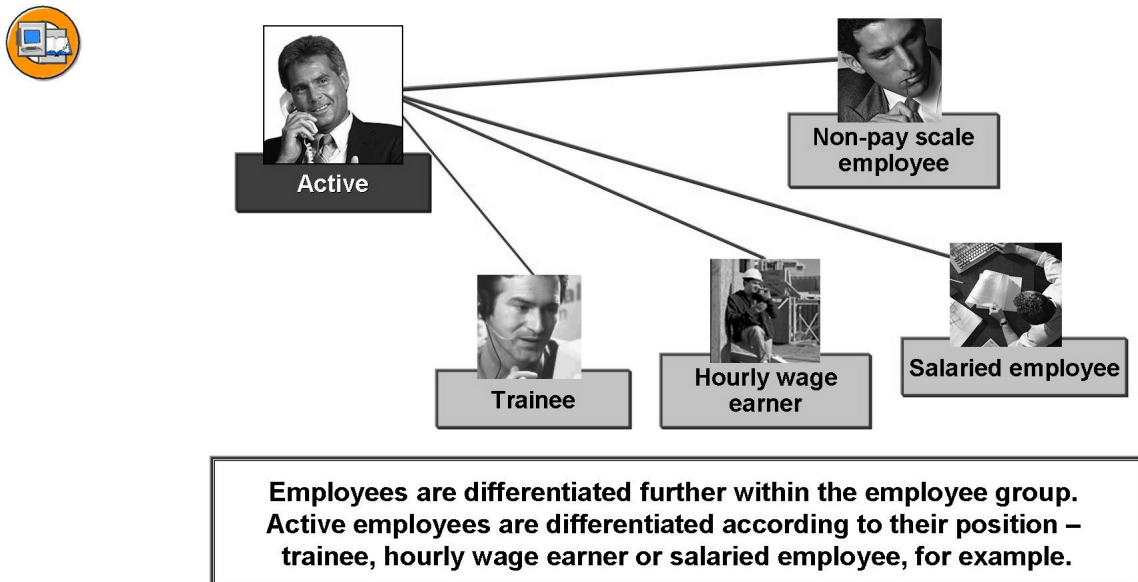 Active
Non-pay scale
employee
Trainee
Hourly wage
earner
Salaried employee
Employees are differentiated further within the employee group.
Active employees are differentiated according to their position –
trainee, hourly wage earner or salaried employee, for example.